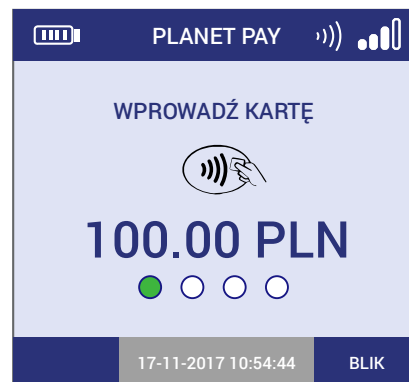 PLANET PAY
WPROWADŹ KARTĘ
100.00 PLN
17-11-2017 10:54:44
BLIK